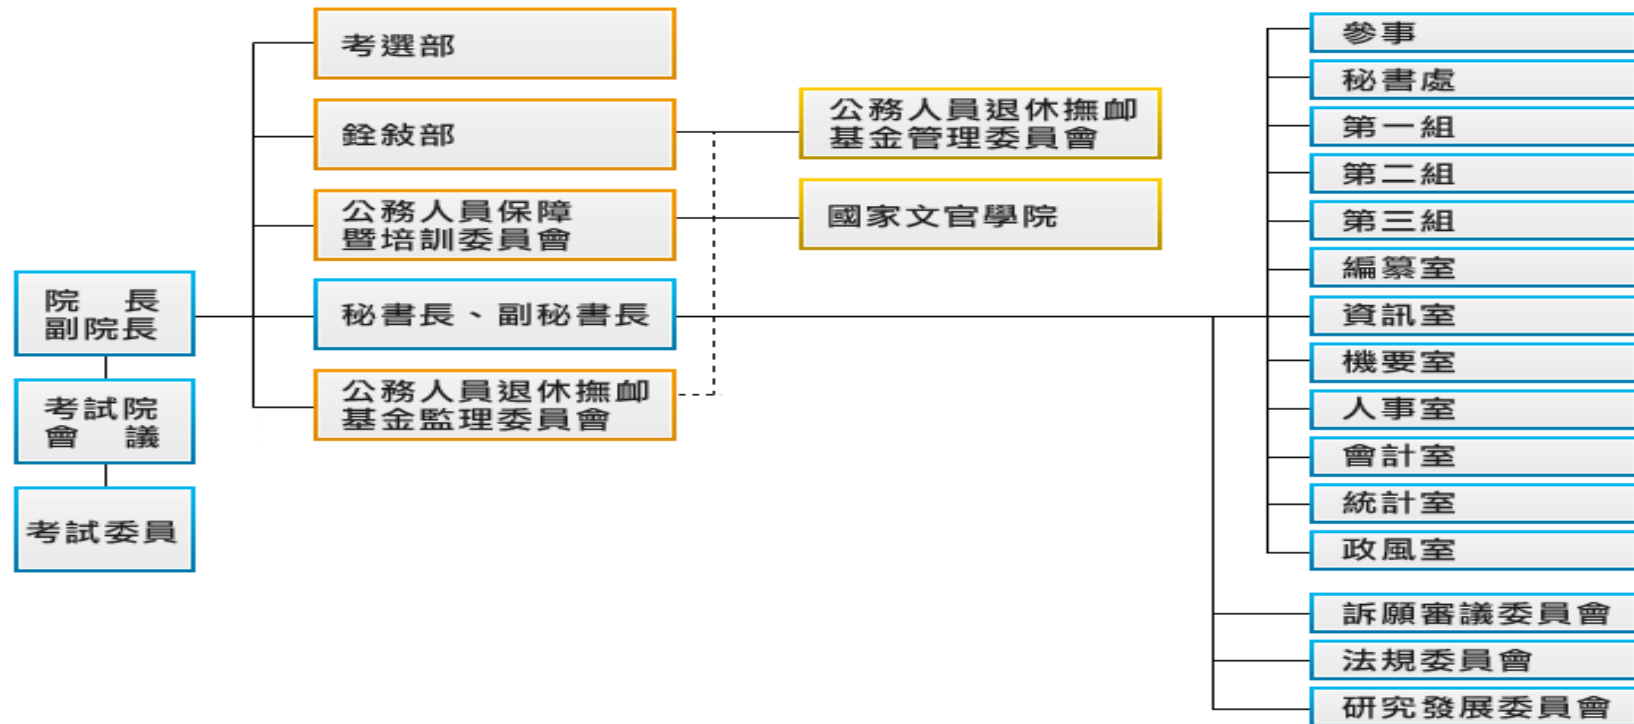 院 長
副院長
考試院
會 議
考試委員
考選部
銓敍部
公務人員保障
暨培訓委員會
秘書長、副秘書長
公務人員退休撫卹
基金監理委員會
公務人員退休撫卹
基金管理委員會
國家文官學院
參事
秘書處
第一組
第二組
第三組
編纂室
資訊室
機要室
人事室
會計室
統計室
政風室
訴願審議委員會
法規委員會
研究發展委員會